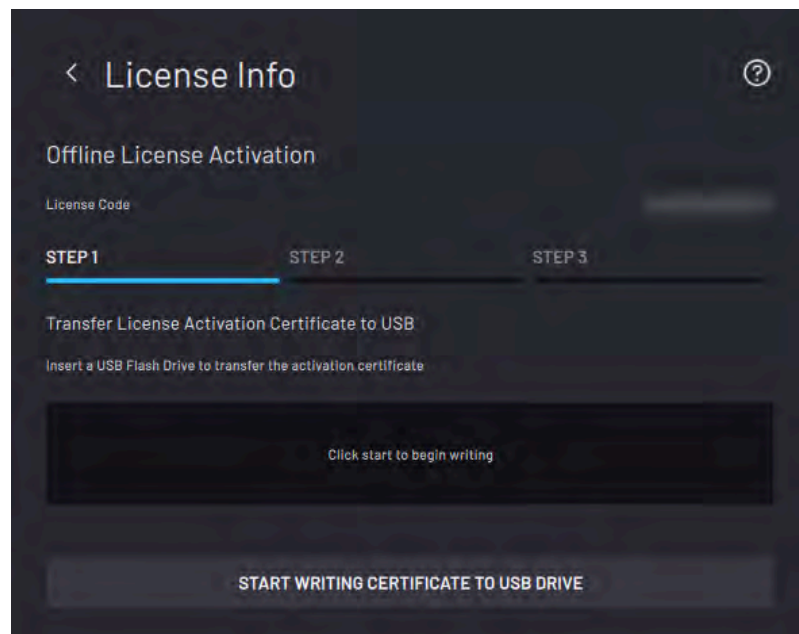 License Info
Offline License Activation
License Code
STEP 1 STEP 2 STEP 3
Transfer License Activation Certificate to USB
Insert a USB Flash Drive to transfer the activation certificate
Click start to begin writing
START WRITING CERTIFICATE TO USB DRIVE